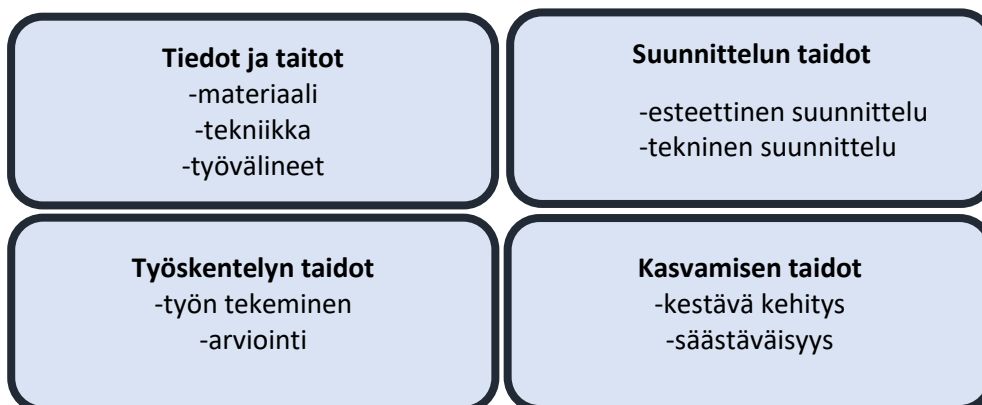 Tiedot ja taitot
-materiaali
-tekniikka
-työvälineet
Suunnittelun taidot
-esteettinen suunnittelu
-tekninen suunnittelu
Työskentelyn taidot
-työn tekeminen
-arviointi
Kasvamisen taidot
-kestävä kehitys
-säästäväisyys